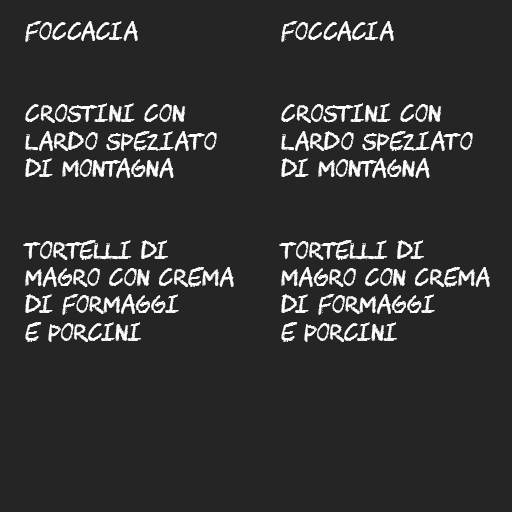 FOCCACIA
CROSTINI CON
LARDO SPEZIATO
DI MONTAGNA
TORTELLI DI
MAGRO CON CREMA
DI FORMAGGI
E PORCINI
FOCCACIA
CROSTINI CON
LARDO SPEZIATO
DI MONTAGNA
TORTELLI DI
MAGRO CON CREMA
DI FORMAGGI
E PORCINI